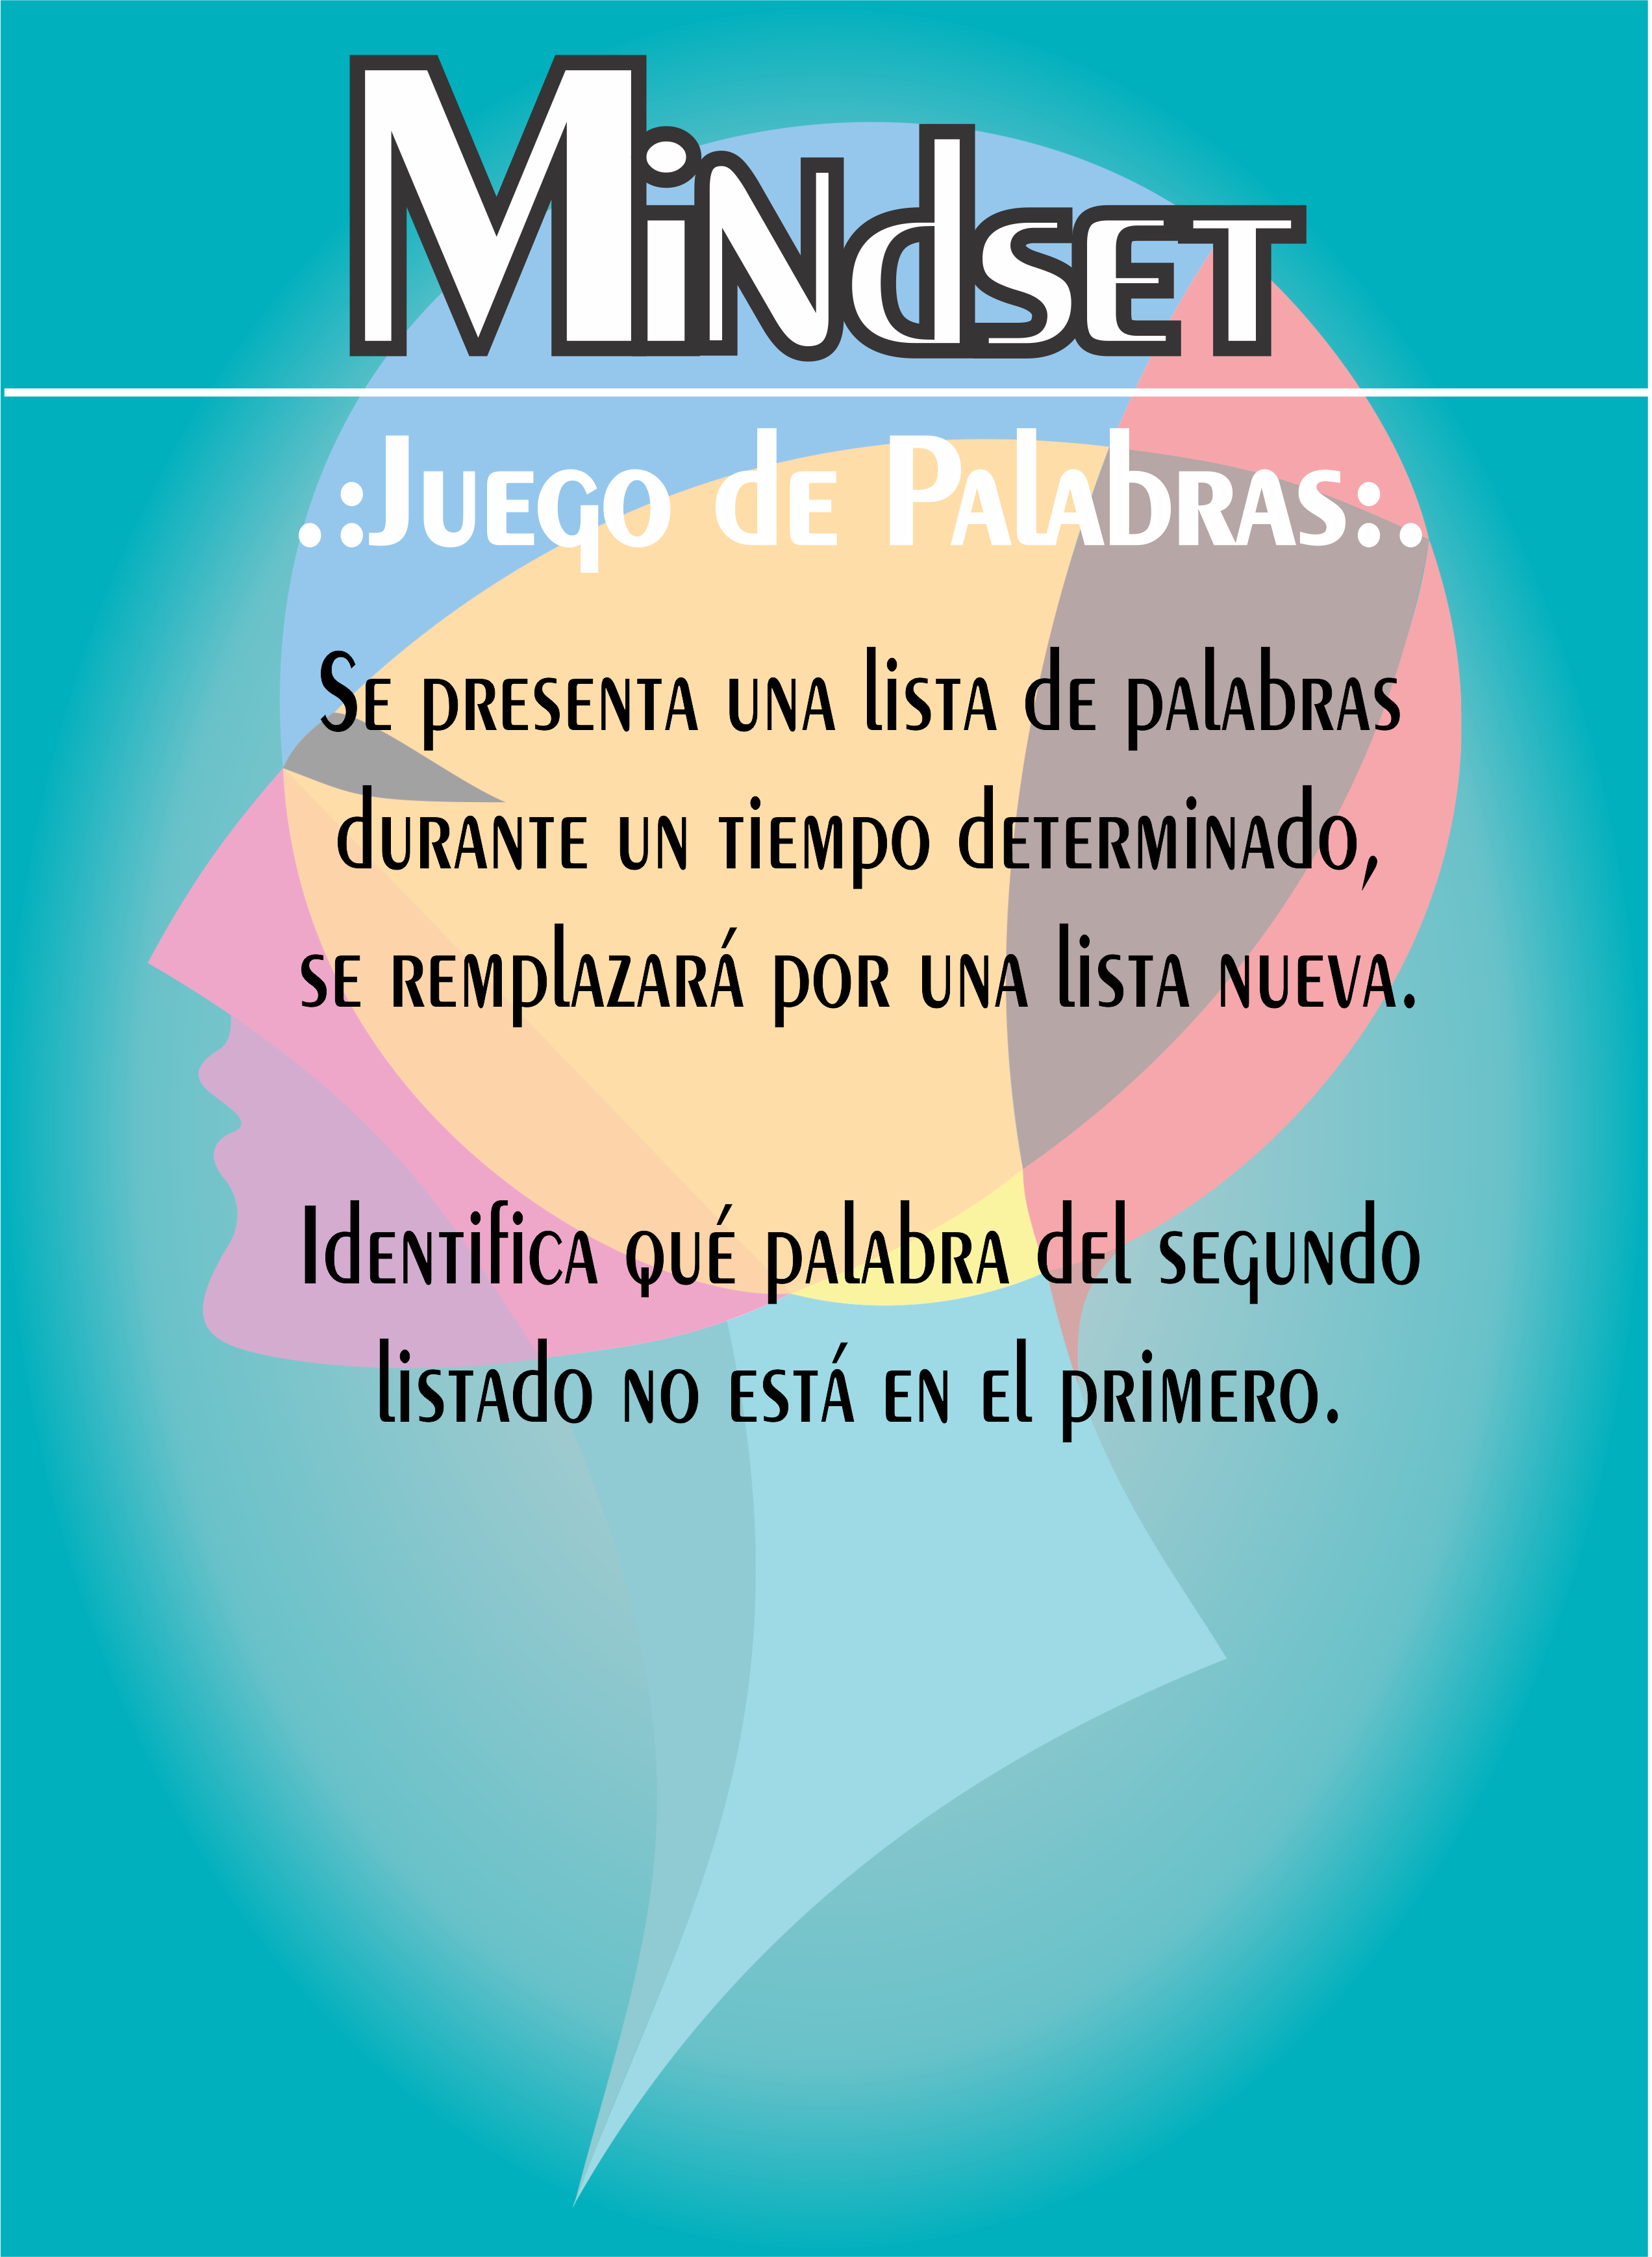 Mindset
.:Juego de Palabras:.
Se presenta una lista de palabras
durante un tiempo determinado,
se remplazará por una lista nueva.
Identifica qué palabra del segundo
listado no está en el primero.